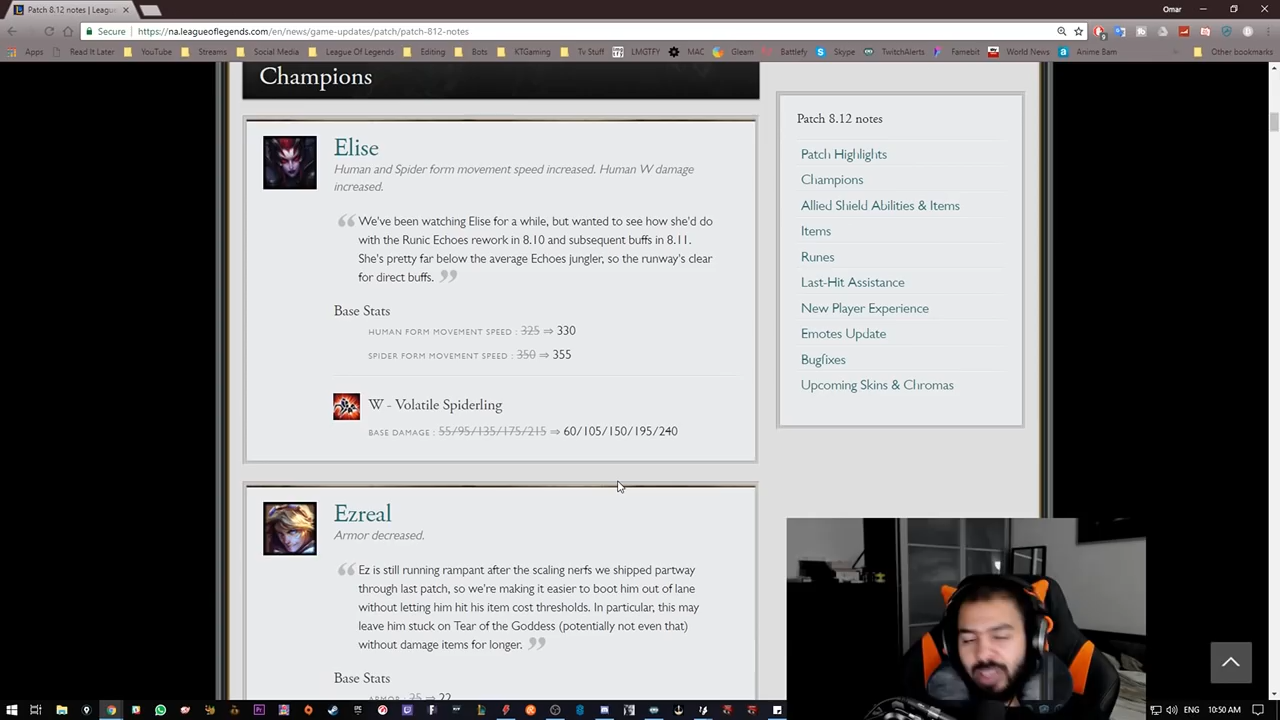 Patch 8.12 notes | Leagu
Omar
Secure
https://na.leagueoflegends.com/en/news/game-updates/patch/patch-812-notes
Apps
Read It Later
YouTube
Streams
Social Media
League Of Legends
Editing
Bots
KTGaming
Tv Stuff
LMGTFY
MAC
Gleam
Battlefy
Skype
TwitchAlerts
Famebit
World News
Anime Bam
Other bookmarks
Champions
Elise
Human and Spider form movement speed increased. Human W damage
increased.
We've been watching Elise for a while, but wanted to see how she'd do
with the Runic Echoes rework in 8.10 and subsequent buffs in 8.11.
She's pretty far below the average Echoes jungler, so the runway's clear
for direct buffs.
Base Stats
HUMAN FORM MOVEMENT SPEED : 325 ⇒ 330
SPIDER FORM MOVEMENT SPEED : 350 ⇒ 355
W - Volatile Spiderling
BASE DAMAGE : 55/95/135/175/215 ⇒ 60/105/150/195/240
Ezreal
Armor decreased.
Ez is still running rampant after the scaling nerfs we shipped partway
through last patch, so we're making it easier to boot him out of lane
without letting him hit his item cost thresholds. In particular, this may
leave him stuck on Tear of the Goddess (potentially not even that)
without damage items for longer.
Base Stats
ARMOR : 25 ⇒ 22
Patch 8.12 notes
Patch Highlights
Champions
Allied Shield Abilities & Items
Items
Runes
Last-Hit Assistance
New Player Experience
Emotes Update
Bugfixes
Upcoming Skins & Chromas
ENG
10:50 AM